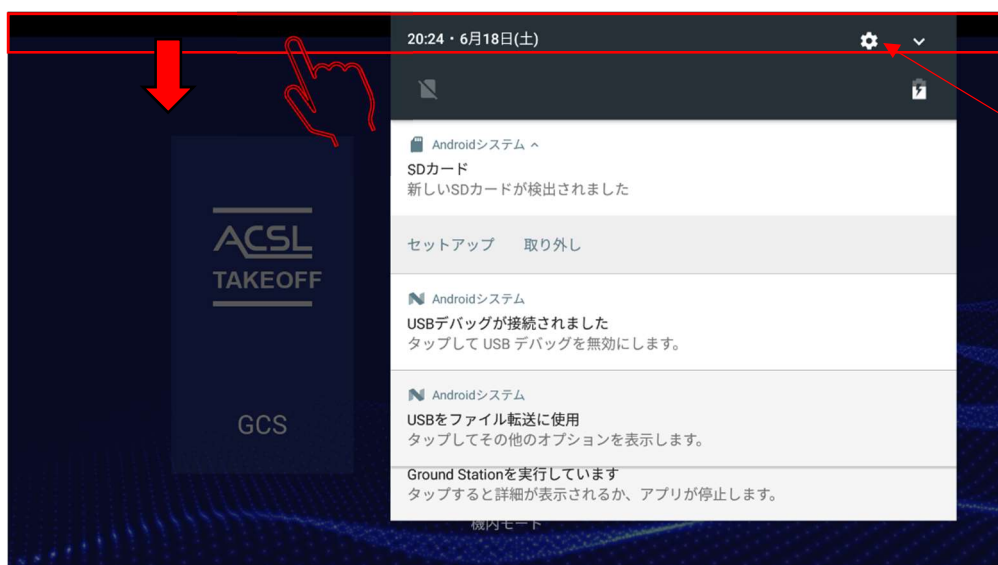 20:24・6月18日(土)
Androidシステム
SDカード
新しいSDカードが検出されました
セットアップ 取り外し
Androidシステム
USBデバッグが接続されました
タップして USB デバッグを無効にします。
Androidシステム
USBをファイル転送に使用
タップしてその他のオプションを表示します。
Ground Stationを実行しています
タップすると詳細が表示されるか、アプリが停止します。
機内モード
ACSL
TAKEOFF
GCS